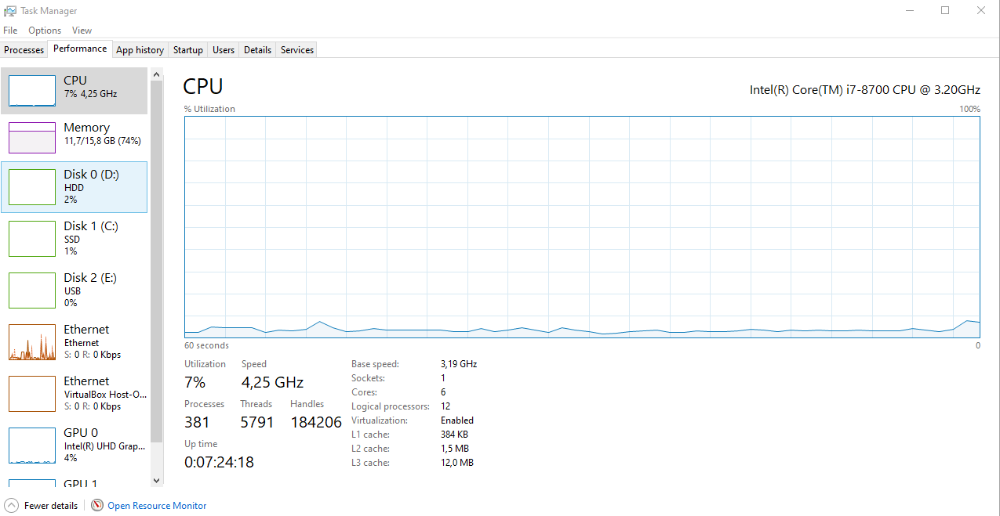 Task Manager
File Options View
Processes Performance App history Startup Users Details Services
CPU
7% 4,25 GHz
Memory
11,7/15,8 GB (74%)
Disk 0 (D:)
HDD
2%
Disk 1 (C:)
SSD
1%
Disk 2 (E:)
USB
0%
Ethernet
Ethernet
S: 0 R: 0 Kbps
Ethernet
VirtualBox Host-O...
S: 0 R: 0 Kbps
GPU 0
Intel(R) UHD Grap...
4%
GPU 1
CPU
Intel(R) Core(TM) i7-8700 CPU @ 3.20GHz
% Utilization
100%
60 seconds
0
Utilization Speed
7% 4,25 GHz
Processes Threads Handles
381 5791 184206
Up time
0:07:24:18
Base speed: 3,19 GHz
Sockets: 1
Cores: 6
Logical processors: 12
Virtualization: Enabled
L1 cache: 384 KB
L2 cache: 1,5 MB
L3 cache: 12,0 MB
Fewer details
Open Resource Monitor